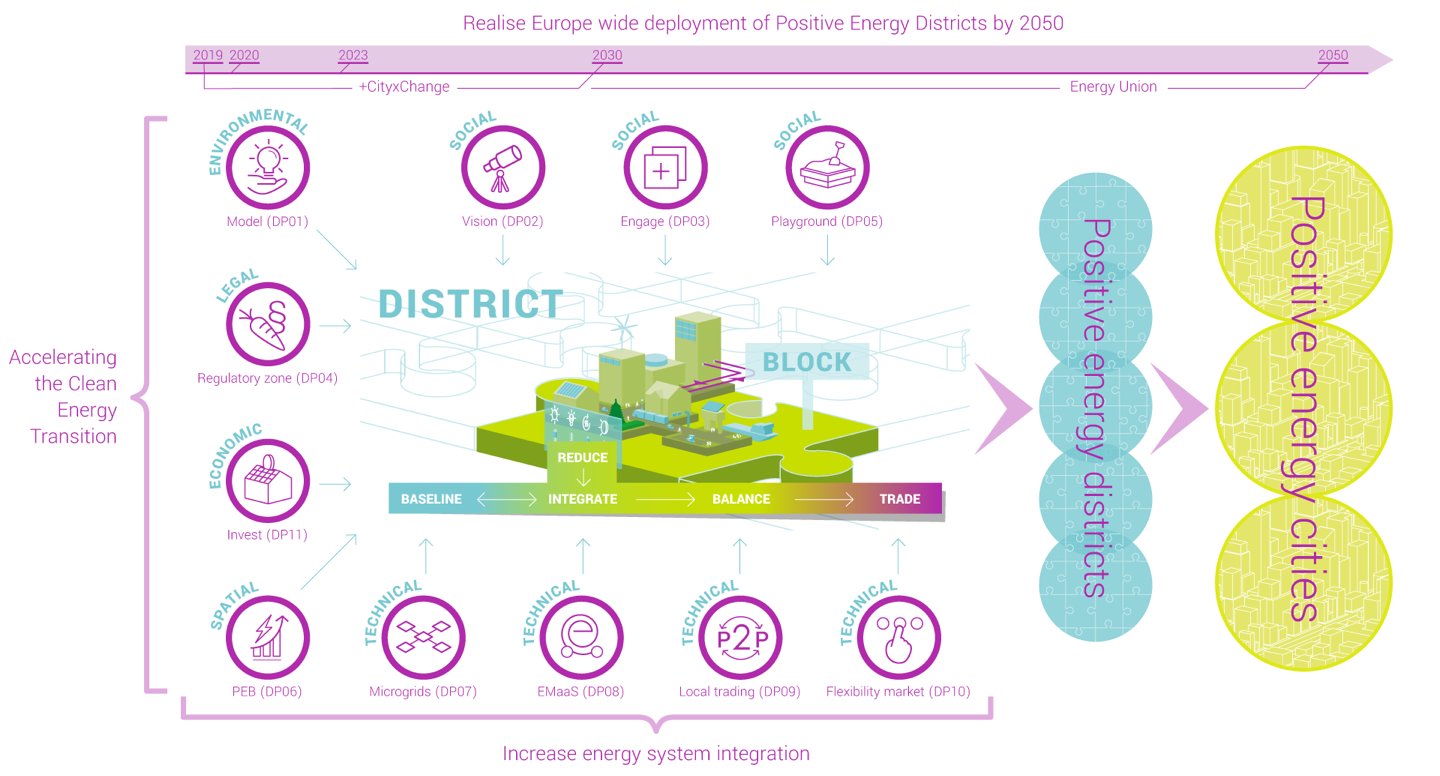 Realise Europe wide deployment of Positive Energy Districts by 2050
2019 2020 2023 2030 2050
+CityxChange Energy Union
ENVIRONMENTAL
Model (DP01)
SOCIAL
Vision (DP02)
SOCIAL
Engage (DP03)
SOCIAL
Playground (DP05)
LEGAL
Regulatory zone (DP04)
ECONOMIC
Invest (DP11)
Accelerating
the Clean
Energy
Transition
DISTRICT
BLOCK
REDUCE
BASELINE INTEGRATE BALANCE TRADE
SPATIAL
PEB (DP06)
TECHNICAL
Microgrids (DP07)
TECHNICAL
e
EMaaS (DP08)
TECHNICAL
P2P
Local trading (DP09)
TECHNICAL
Flexibility market (DP10)
Increase energy system integration
Positive energy districts
Positive energy cities